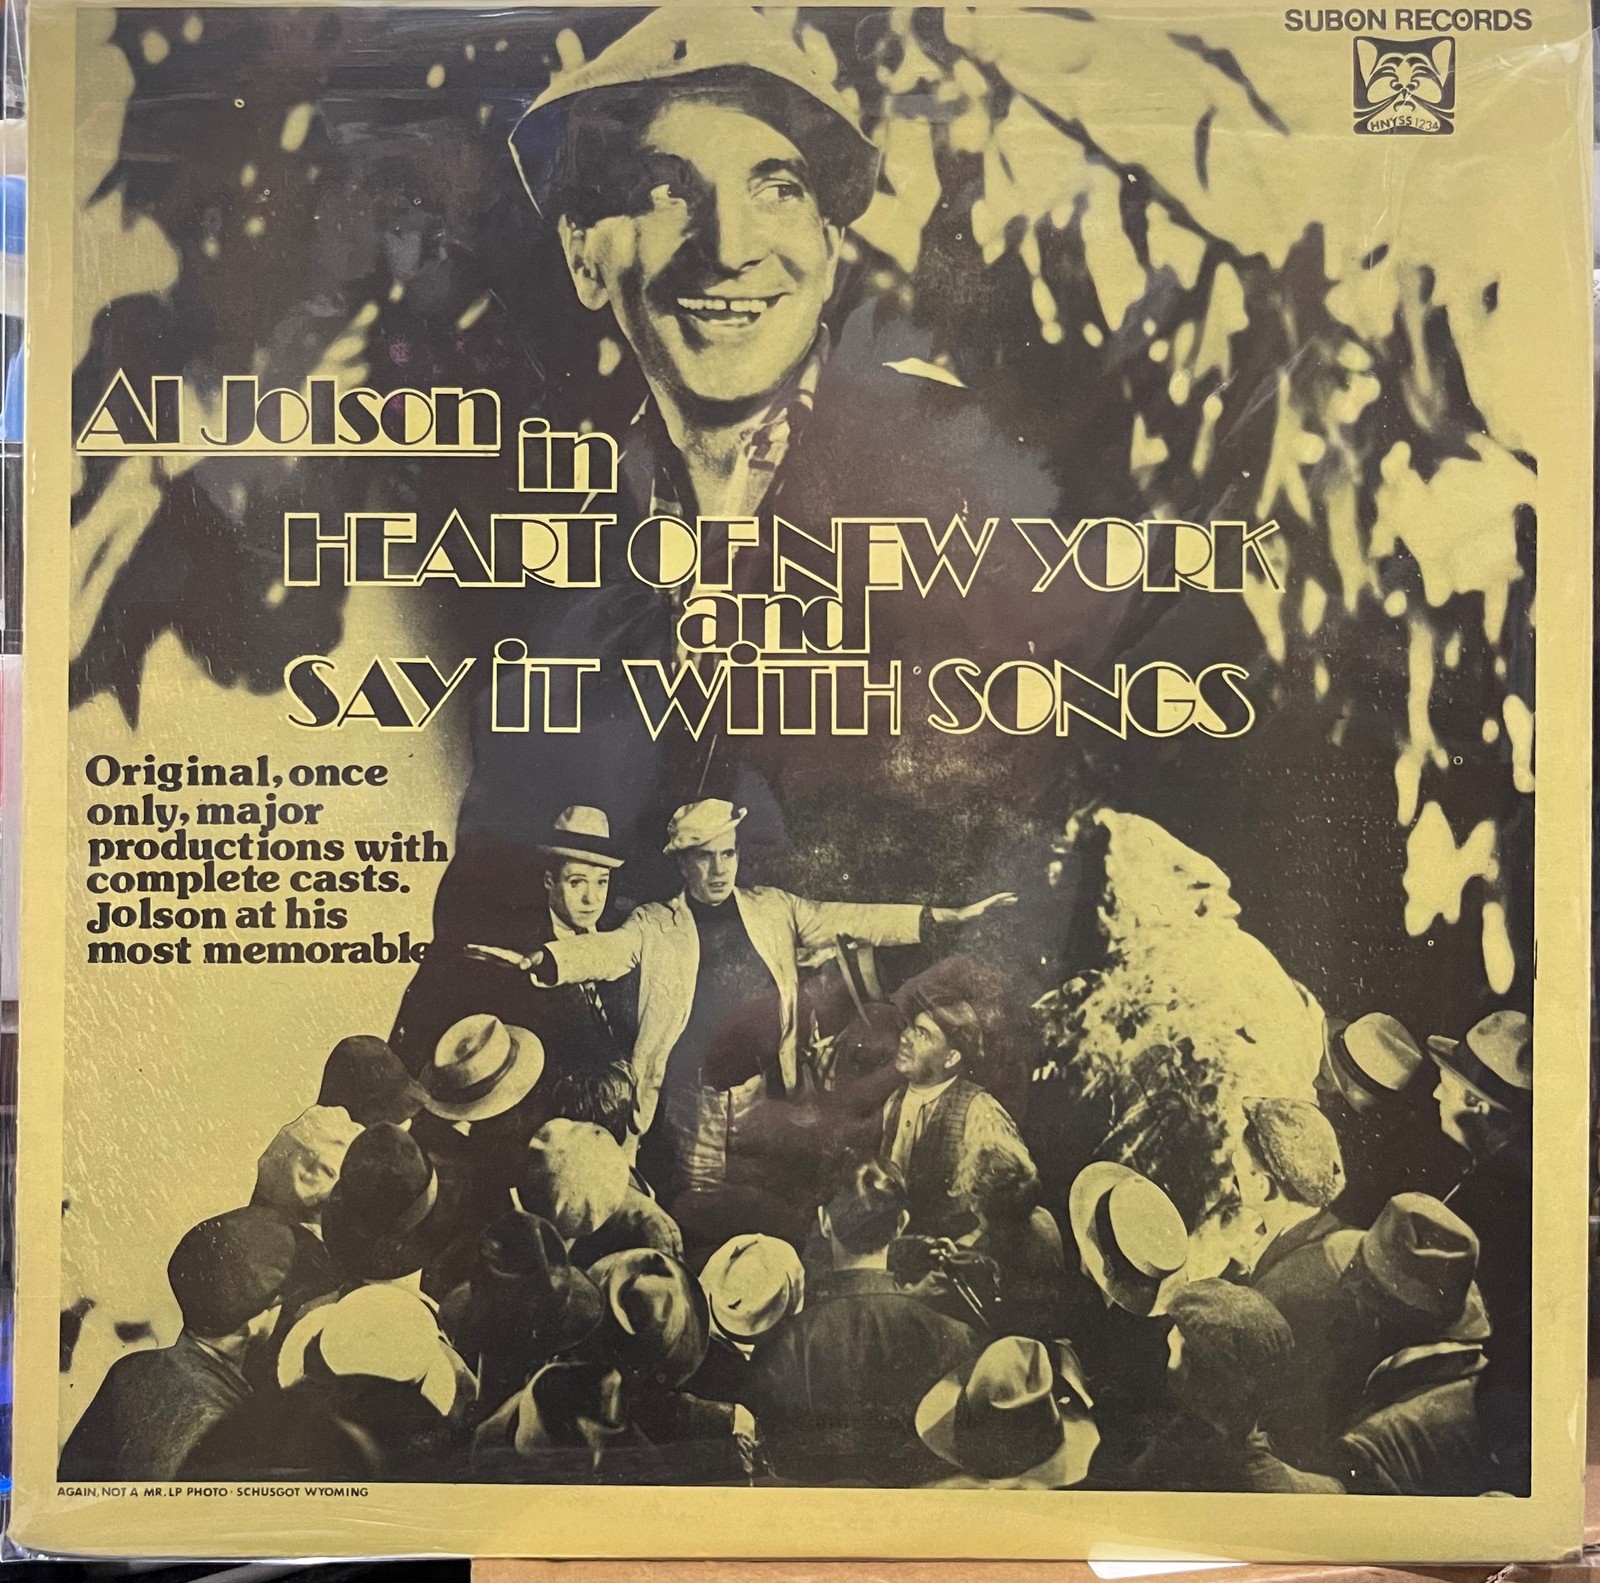 SUBON RECORDS
HNYSS 1234
Al Jolson
in
HEART OF NEW YORK
and
SAY iT WiTH SONGS
Original, once
only, major
productions with
complete casts.
Jolson at his
most memorable
AGAIN, NOT A MR. LP PHOTO · SCHUSGOT WYOMING